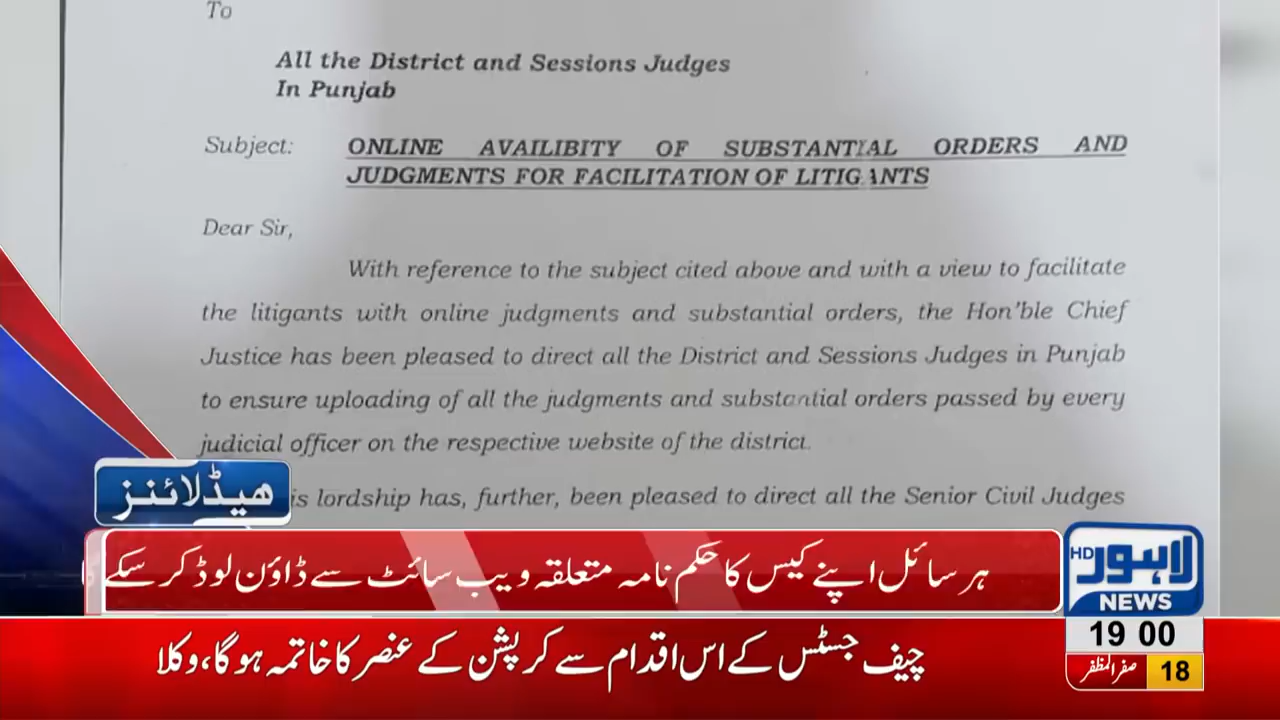 To
All the District and Sessions Judges
In Punjab
Subject: ONLINE AVAILIBITY OF SUBSTANTIAL ORDERS AND
JUDGMENTS FOR FACILITATION OF LITIGANTS
Dear Sir,
With reference to the subject cited above and with a view to facilitate
the litigants with online judgments and substantial orders, the Hon'ble Chief
Justice has been pleased to direct all the District and Sessions Judges in Punjab
to ensure uploading of all the judgments and substantial orders passed by every
judicial officer on the respective website of the district.
is lordship has, further, been pleased to direct all the Senior Civil Judges
ھیڈلائنز
ہر سائل اپنے کیس کا حکم نامہ متعلقہ ویب سائٹ سے ڈاؤن لوڈ کر سکے
چیف جسٹس کے اس اقدام سے کرپشن کے عنصر کا خاتمہ ہوگا، وکلا
لاہور HD
NEWS
19 00
صفر المظفر 18